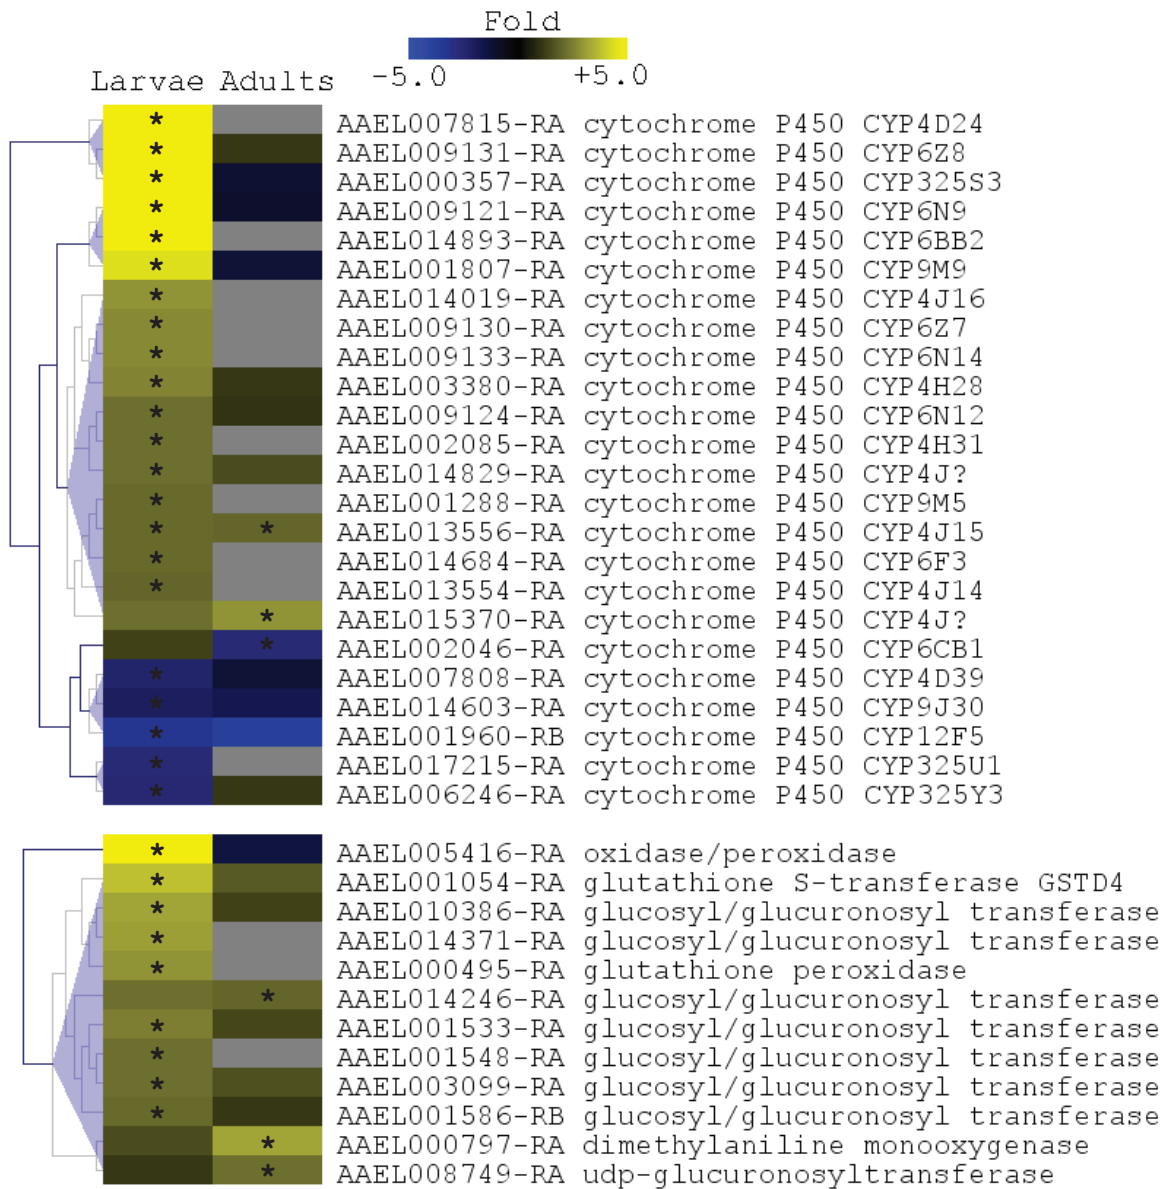 Fold
-5.0 +5.0
Larvae Adults
* AAEL007815-RA cytochrome P450 CYP4D24
* AAEL009131-RA cytochrome P450 CYP6Z8
* AAEL000357-RA cytochrome P450 CYP325S3
* AAEL009121-RA cytochrome P450 CYP6N9
* AAEL014893-RA cytochrome P450 CYP6BB2
* AAEL001807-RA cytochrome P450 CYP9M9
* AAEL014019-RA cytochrome P450 CYP4J16
* AAEL009130-RA cytochrome P450 CYP6Z7
* AAEL009133-RA cytochrome P450 CYP6N14
* AAEL003380-RA cytochrome P450 CYP4H28
* AAEL009124-RA cytochrome P450 CYP6N12
* AAEL002085-RA cytochrome P450 CYP4H31
* AAEL014829-RA cytochrome P450 CYP4J?
* AAEL001288-RA cytochrome P450 CYP9M5
* * AAEL013556-RA cytochrome P450 CYP4J15
* AAEL014684-RA cytochrome P450 CYP6F3
* AAEL013554-RA cytochrome P450 CYP4J14
* AAEL015370-RA cytochrome P450 CYP4J?
* AAEL002046-RA cytochrome P450 CYP6CB1
* AAEL007808-RA cytochrome P450 CYP4D39
* AAEL014603-RA cytochrome P450 CYP9J30
* AAEL001960-RB cytochrome P450 CYP12F5
* AAEL017215-RA cytochrome P450 CYP325U1
* AAEL006246-RA cytochrome P450 CYP325Y3
* AAEL005416-RA oxidase/peroxidase
* AAEL001054-RA glutathione S-transferase GSTD4
* AAEL010386-RA glucosyl/glucuronosyl transferase
* AAEL014371-RA glucosyl/glucuronosyl transferase
* AAEL000495-RA glutathione peroxidase
* AAEL014246-RA glucosyl/glucuronosyl transferase
* AAEL001533-RA glucosyl/glucuronosyl transferase
* AAEL001548-RA glucosyl/glucuronosyl transferase
* AAEL003099-RA glucosyl/glucuronosyl transferase
* AAEL001586-RB glucosyl/glucuronosyl transferase
* AAEL000797-RA dimethylaniline monooxygenase
* AAEL008749-RA udp-glucuronosyltransferase